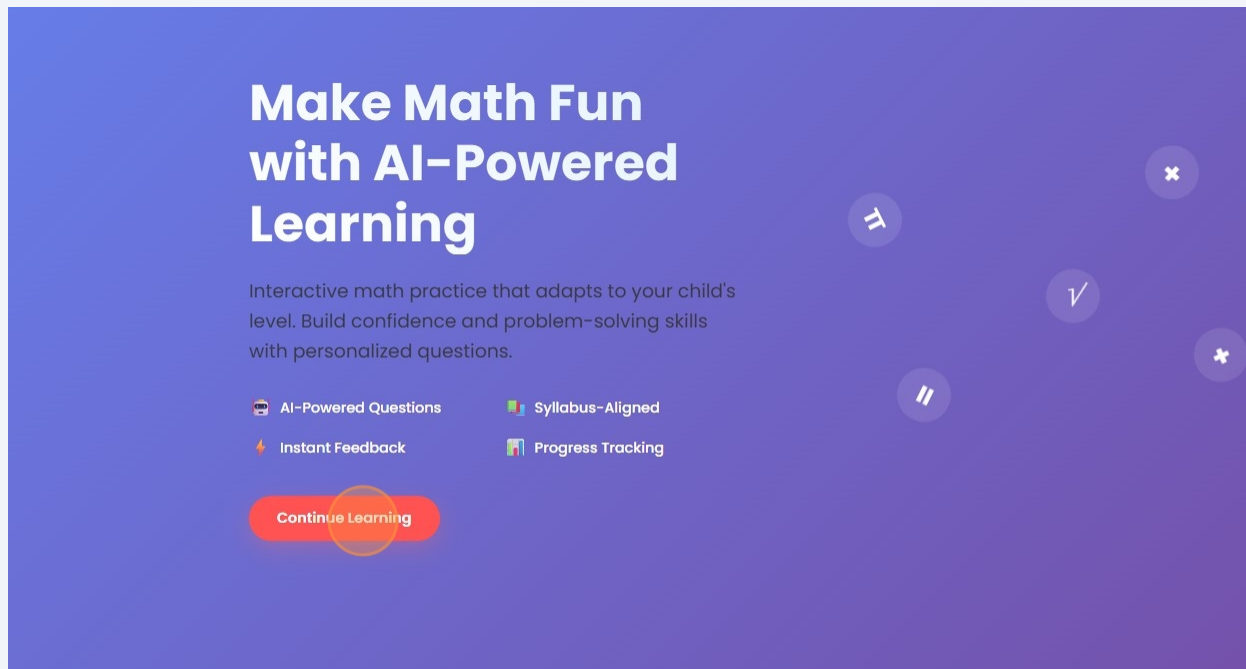 Make Math Fun
with AI-Powered
Learning
Interactive math practice that adapts to your child's
level. Build confidence and problem-solving skills
with personalized questions.
AI-Powered Questions
Syllabus-Aligned
Instant Feedback
Progress Tracking
Continue Learning
π
√